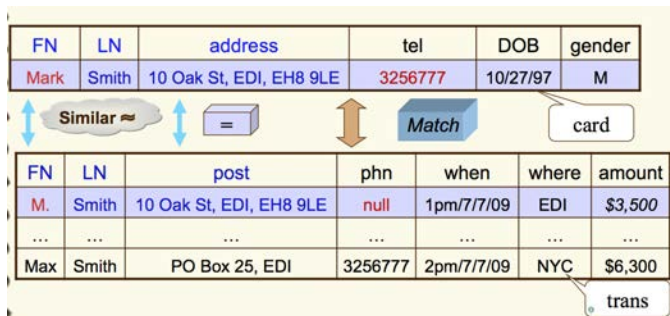 FN LN address tel DOB gender
Mark Smith 10 Oak St, EDI, EH8 9LE 3256777 10/27/97 M
Similar ≈ = Match card
FN LN post phn when where amount
M. Smith 10 Oak St, EDI, EH8 9LE null 1pm/7/7/09 EDI $3,500
... ... ... ... ... ... ...
Max Smith PO Box 25, EDI 3256777 2pm/7/7/09 NYC $6,300
trans